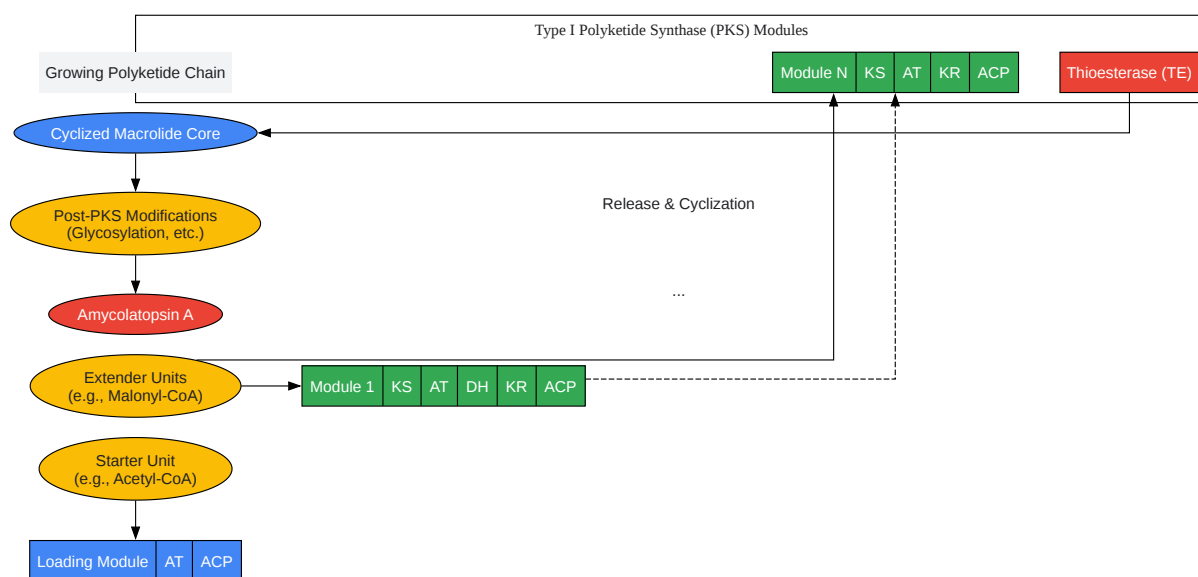 Type I Polyketide Synthase (PKS) Modules
Growing Polyketide Chain
Module N KS AT KR ACP
Thioesterase (TE)
Cyclized Macrolide Core
Post-PKS Modifications
(Glycosylation, etc.)
Release & Cyclization
...
Amycolatopsin A
Extender Units
(e.g., Malonyl-CoA)
Module 1 KS AT DH KR ACP
Starter Unit
(e.g., Acetyl-CoA)
Loading Module AT ACP